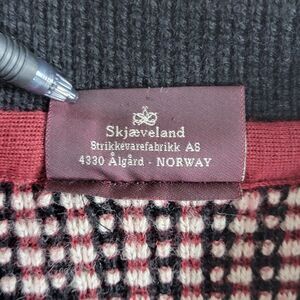 Skjæveland
Strikkevarefabrikk AS
4330 Ålgård - NORWAY